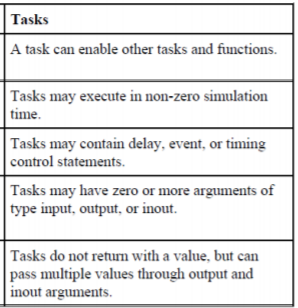 Tasks
A task can enable other tasks and functions.
Tasks may execute in non-zero simulation
time.
Tasks may contain delay, event, or timing
control statements.
Tasks may have zero or more arguments of
type input, output, or inout.
Tasks do not return with a value, but can
pass multiple values through output and
inout arguments.